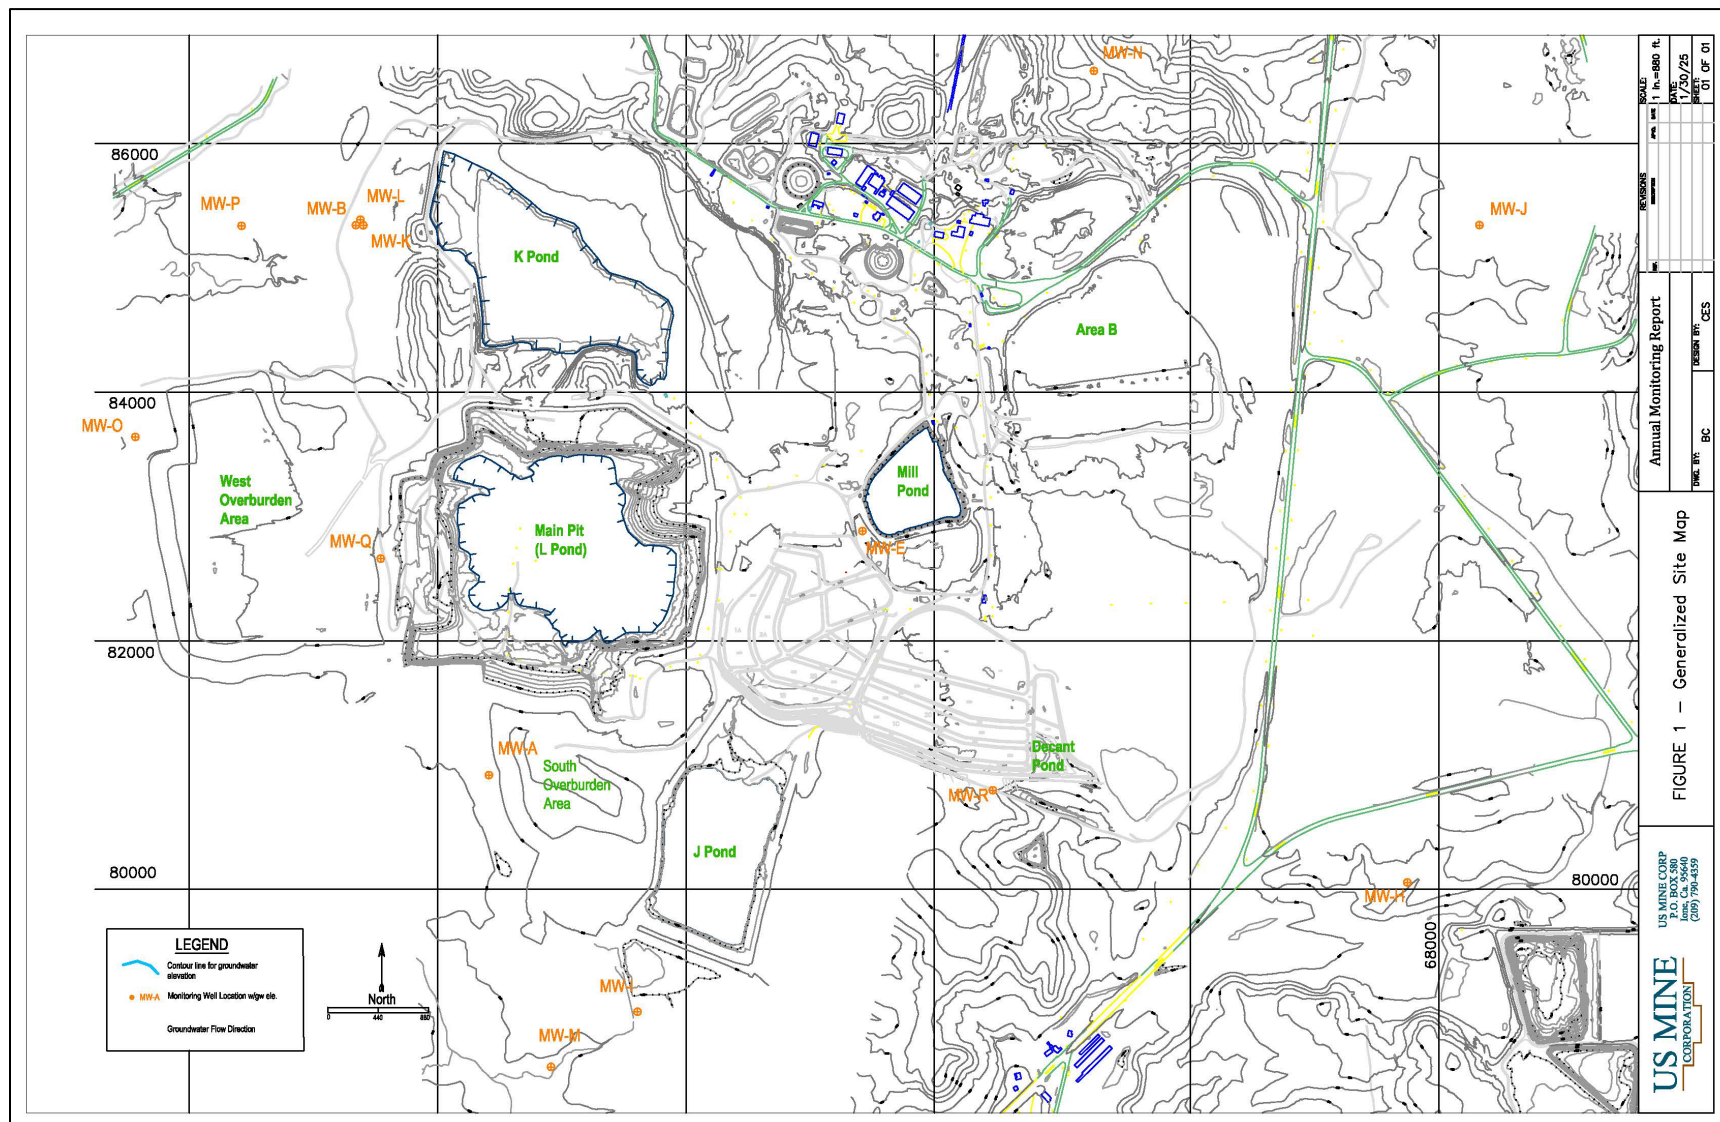 MW-N
86000
MW-P
MW-B
MW-L
MW-K
MW-J
K Pond
Area B
84000
MW-O
West
Overburden
Area
Mill
Pond
Main Pit
(L Pond)
MW-Q
MW-E
82000
MW-A
South
Overburden
Area
Decant
Pond
MW-R
J Pond
80000
80000
MW-H
68000
MW-I
MW-M
LEGEND
Contour line for groundwater
elevation
MW-A Monitoring Well Location w/gw ele.
Groundwater Flow Direction
North
0 440 880
SCALE:
1 in.=880 ft.
DATE:
1/30/25
SHEET:
01 OF 01
REVISIONS
Annual Monitoring Report
DWG. BY: BC
DESIGN BY: CES
FIGURE 1 – Generalized Site Map
US MINE CORP
P.O. BOX 580
Ione, Ca. 95640
(209) 790-4359
US MINE
CORPORATION